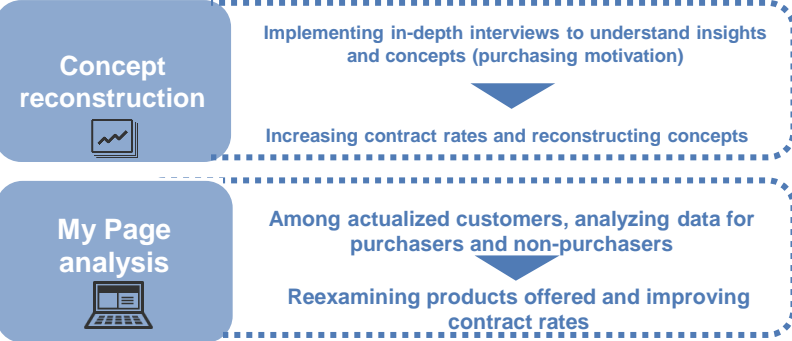 Concept
reconstruction
Implementing in-depth interviews to understand insights
and concepts (purchasing motivation)
Increasing contract rates and reconstructing concepts
My Page
analysis
Among actualized customers, analyzing data for
purchasers and non-purchasers
Reexamining products offered and improving
contract rates